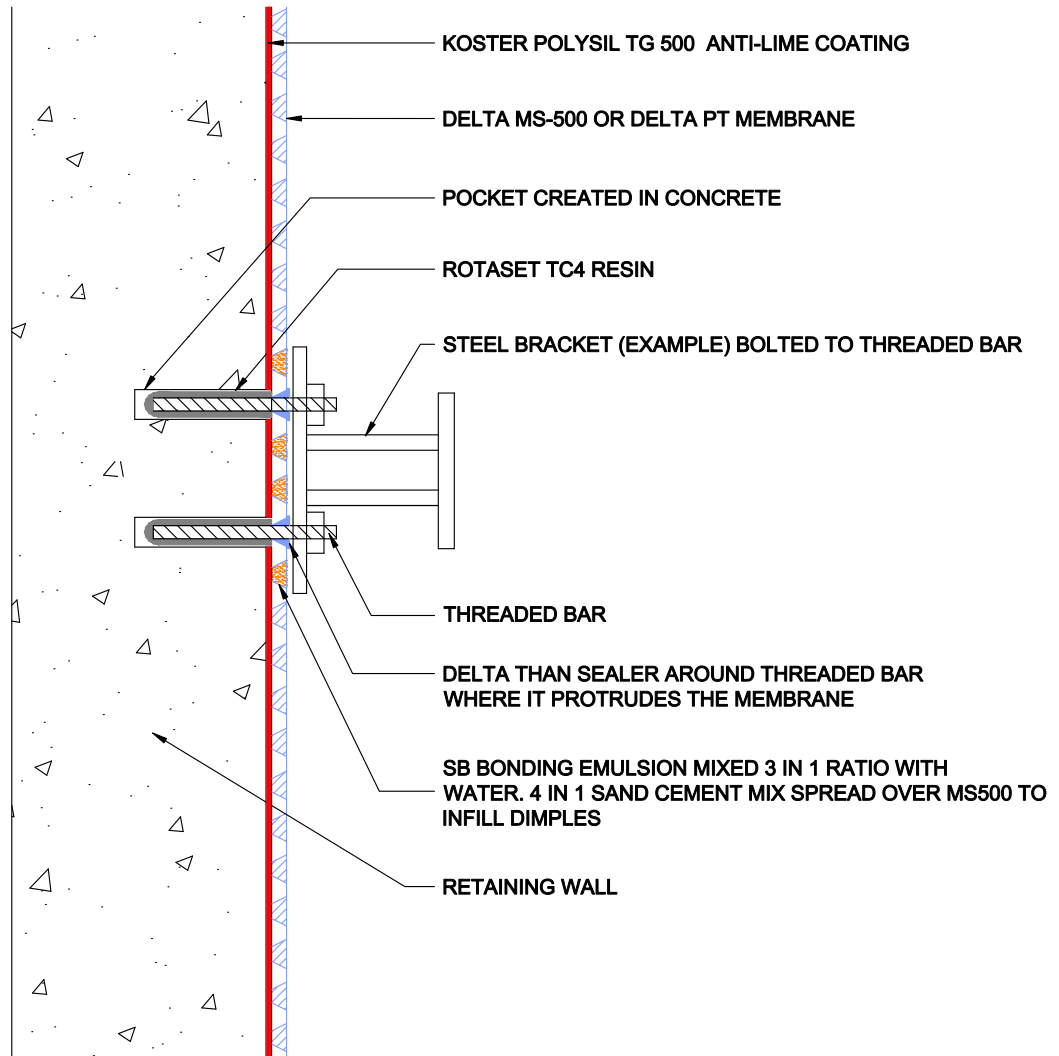 KOSTER POLYSIL TG 500 ANTI-LIME COATING
DELTA MS-500 OR DELTA PT MEMBRANE
POCKET CREATED IN CONCRETE
ROTASET TC4 RESIN
STEEL BRACKET (EXAMPLE) BOLTED TO THREADED BAR
THREADED BAR
DELTA THAN SEALER AROUND THREADED BAR
WHERE IT PROTRUDES THE MEMBRANE
SB BONDING EMULSION MIXED 3 IN 1 RATIO WITH
WATER. 4 IN 1 SAND CEMENT MIX SPREAD OVER MS500 TO
INFILL DIMPLES
RETAINING WALL